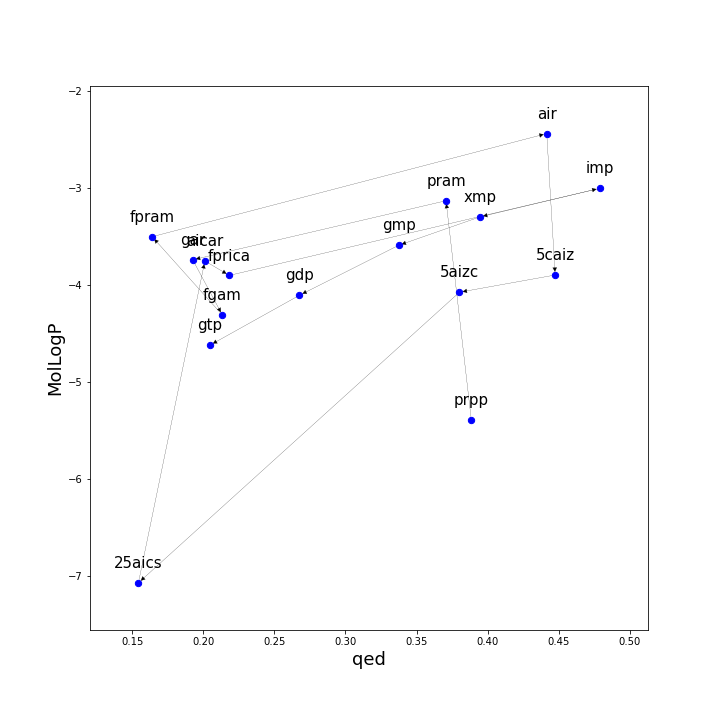 −2
air
−3
imp
pram
xmp
fpram
gmp
gar
aicar
fprica
−4
5caiz
5aizc
gdp
fgam
gtp
−5
prpp
−6
−7
25aics
MolLogP
0.15 0.20 0.25 0.30 0.35 0.40 0.45 0.50
qed